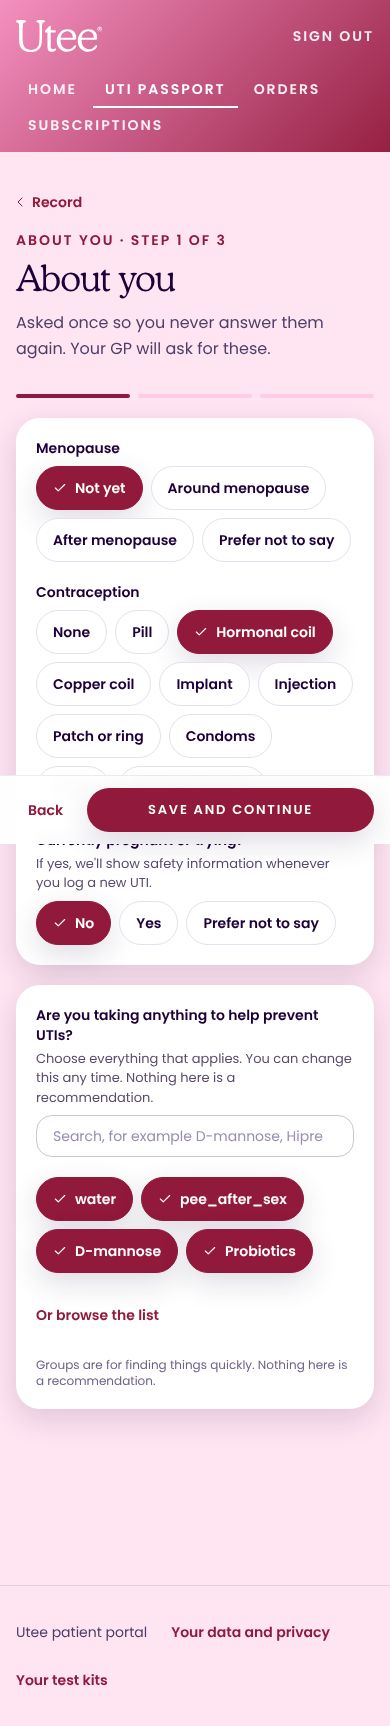 Utee®
SIGN OUT
HOME UTI PASSPORT ORDERS
SUBSCRIPTIONS
Record
ABOUT YOU · STEP 1 OF 3
About you
Asked once so you never answer them
again. Your GP will ask for these.
Menopause
Not yet Around menopause
After menopause Prefer not to say
Contraception
None Pill Hormonal coil
Copper coil Implant Injection
Patch or ring Condoms
Back SAVE AND CONTINUE
Currently pregnant or trying?
If yes, we'll show safety information whenever
you log a new UTI.
No Yes Prefer not to say
Are you taking anything to help prevent
UTIs?
Choose everything that applies. You can change
this any time. Nothing here is a
recommendation.
Search, for example D-mannose, Hipre
water pee_after_sex
D-mannose Probiotics
Or browse the list
Groups are for finding things quickly. Nothing here is
a recommendation.
Utee patient portal Your data and privacy
Your test kits